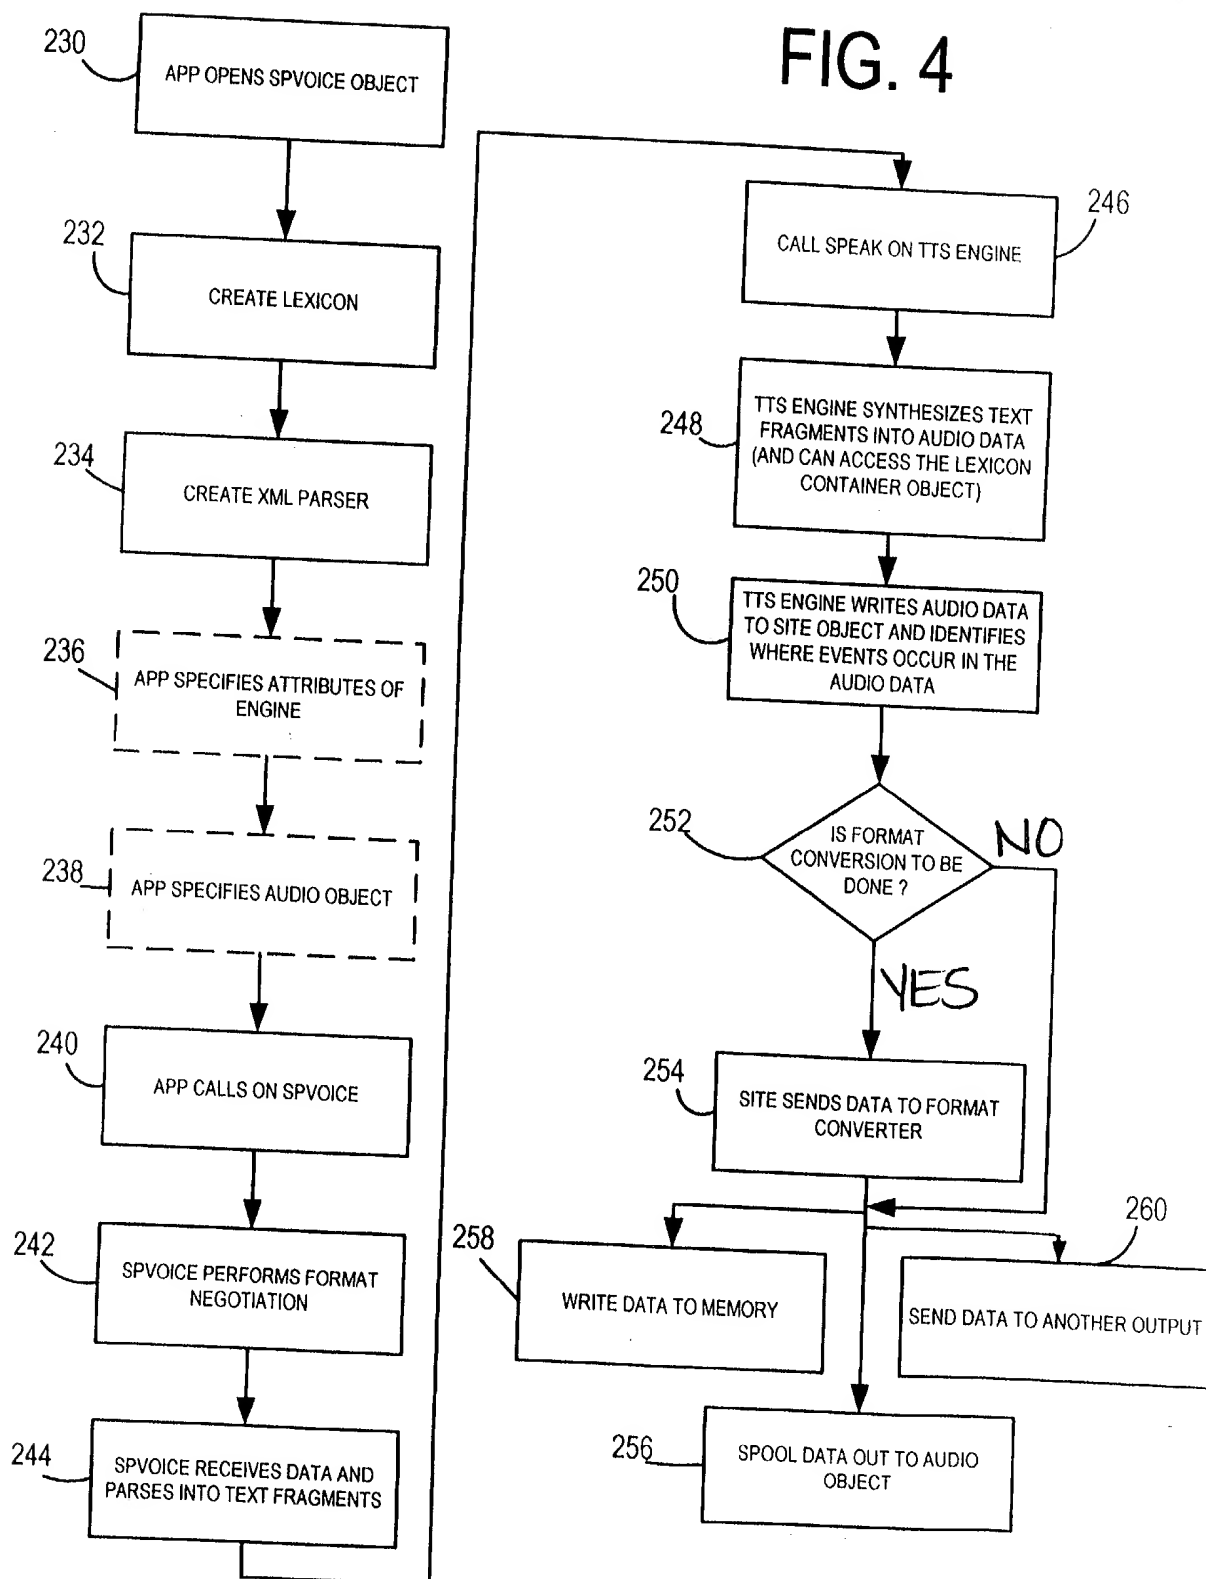 FIG. 4
230
APP OPENS SPVOICE OBJECT
232
CREATE LEXICON
234
CREATE XML PARSER
236
APP SPECIFIES ATTRIBUTES OF
ENGINE
238
APP SPECIFIES AUDIO OBJECT
240
APP CALLS ON SPVOICE
242
SPVOICE PERFORMS FORMAT
NEGOTIATION
244
SPVOICE RECEIVES DATA AND
PARSES INTO TEXT FRAGMENTS
246
CALL SPEAK ON TTS ENGINE
248
TTS ENGINE SYNTHESIZES TEXT
FRAGMENTS INTO AUDIO DATA
(AND CAN ACCESS THE LEXICON
CONTAINER OBJECT)
250
TTS ENGINE WRITES AUDIO DATA
TO SITE OBJECT AND IDENTIFIES
WHERE EVENTS OCCUR IN THE
AUDIO DATA
252
IS FORMAT
CONVERSION TO BE
DONE ?
NO
YES
254
SITE SENDS DATA TO FORMAT
CONVERTER
258
WRITE DATA TO MEMORY
260
SEND DATA TO ANOTHER OUTPUT
256
SPOOL DATA OUT TO AUDIO
OBJECT